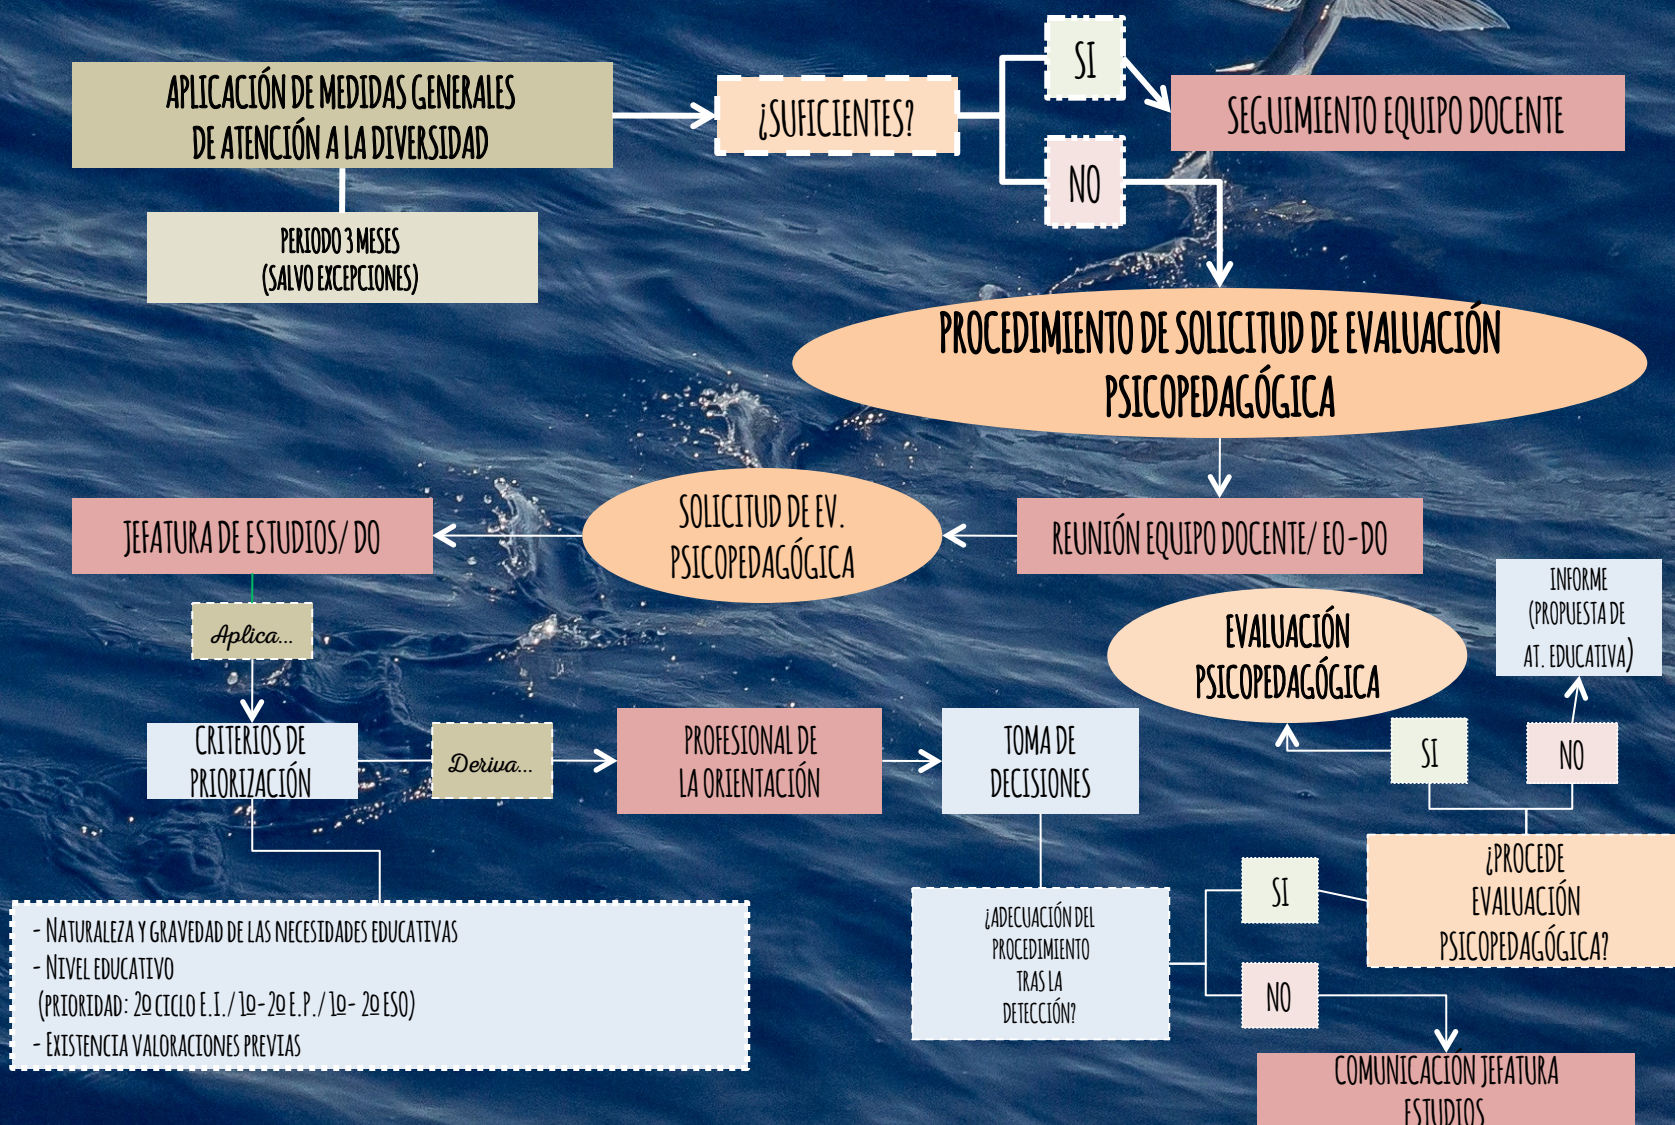 APLICACIÓN DE MEDIDAS GENERALES
DE ATENCIÓN A LA DIVERSIDAD
PERIODO 3 MESES
(SALVO EXCEPCIONES)
¿SUFICIENTES?
SI
NO
SEGUIMIENTO EQUIPO DOCENTE
PROCEDIMIENTO DE SOLICITUD DE EVALUACIÓN
PSICOPEDAGÓGICA
REUNIÓN EQUIPO DOCENTE/ EO-DO
SOLICITUD DE EV.
PSICOPEDAGÓGICA
JEFATURA DE ESTUDIOS/ DO
Aplica...
CRITERIOS DE
PRIORIZACIÓN
- NATURALEZA Y GRAVEDAD DE LAS NECESIDADES EDUCATIVAS
- NIVEL EDUCATIVO
(PRIORIDAD: 2º CICLO E.I./ 1º-2º E.P./ 1º- 2º ESO)
- EXISTENCIA VALORACIONES PREVIAS
Deriva...
PROFESIONAL DE
LA ORIENTACIÓN
TOMA DE
DECISIONES
¿ADECUACIÓN DEL
PROCEDIMIENTO
TRAS LA
DETECCIÓN?
SI
NO
COMUNICACIÓN JEFATURA
ESTUDIOS
¿PROCEDE
EVALUACIÓN
PSICOPEDAGÓGICA?
SI
NO
EVALUACIÓN
PSICOPEDAGÓGICA
INFORME
(PROPUESTA DE
AT. EDUCATIVA)